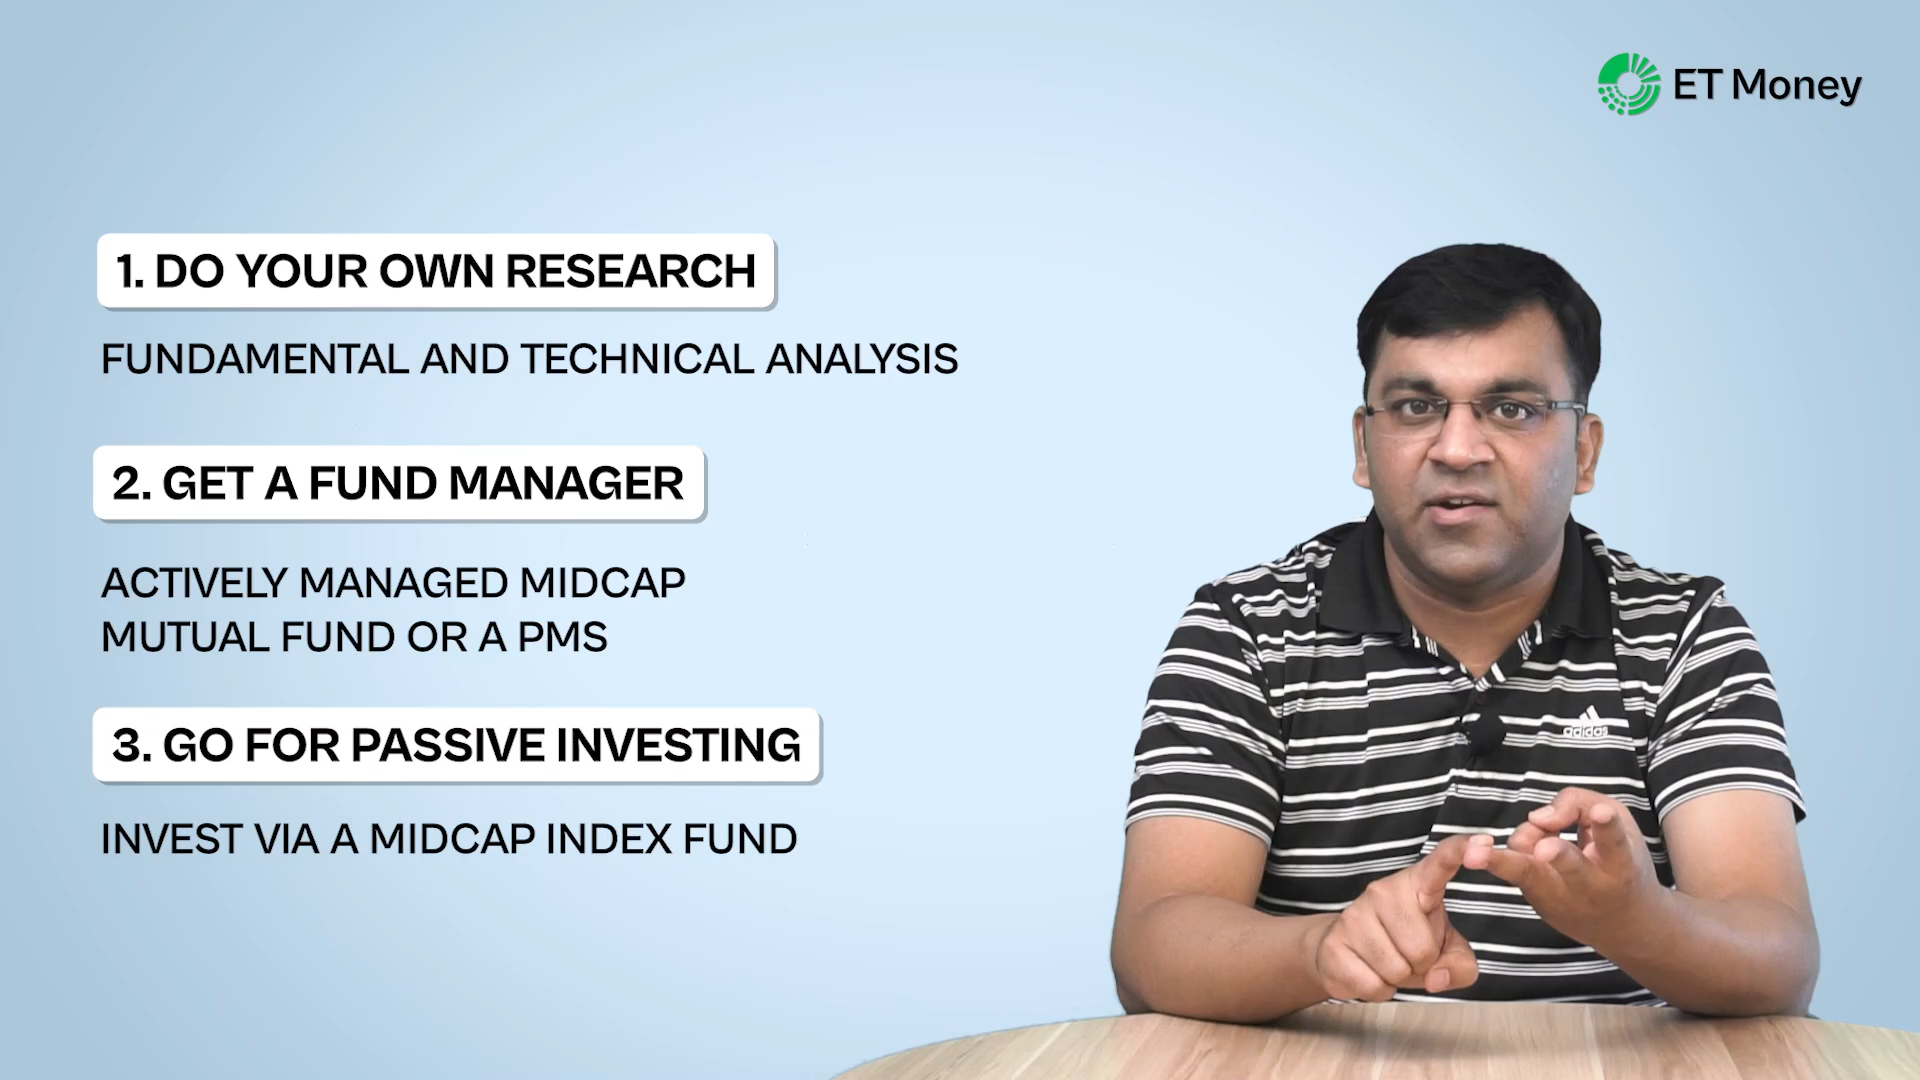 ET Money
1. DO YOUR OWN RESEARCH
FUNDAMENTAL AND TECHNICAL ANALYSIS
2. GET A FUND MANAGER
ACTIVELY MANAGED MIDCAP
MUTUAL FUND OR A PMS
3. GO FOR PASSIVE INVESTING
INVEST VIA A MIDCAP INDEX FUND
adidas